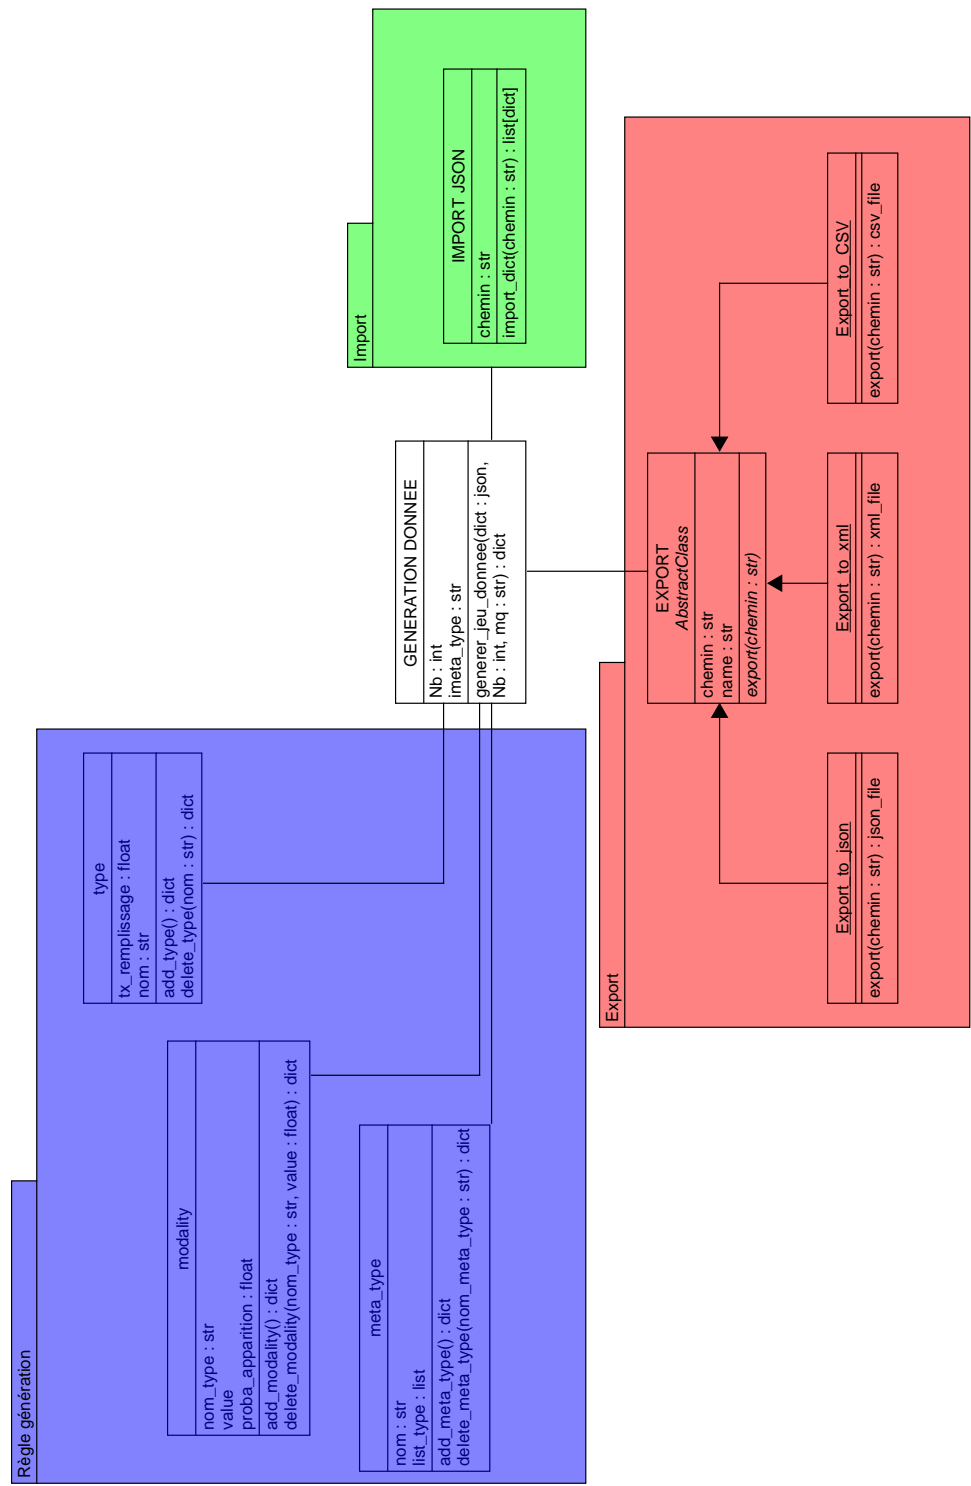 Règle génération
type
tx_remplissage : float
nom : str
add_type() : dict
delete_type(nom : str) : dict
modality
nom_type : str
value
proba_apparition : float
add_modality() : dict
delete_modality(nom_type : str, value : float) : dict
meta_type
nom : str
list_type : list
add_meta_type() : dict
delete_meta_type(nom_meta_type : str) : dict
GENERATION DONNEE
Nb : int
imeta_type : str
generer_jeu_donnee(dict : json,
Nb : int, mq : str) : dict
Import
IMPORT JSON
chemin : str
import_dict(chemin : str) : list[dict]
Export
EXPORT
AbstractClass
chemin : str
name : str
export(chemin : str)
Export_to_json
export(chemin : str) : json_file
Export_to_xml
export(chemin : str) : xml_file
Export_to_CSV
export(chemin : str) : csv_file